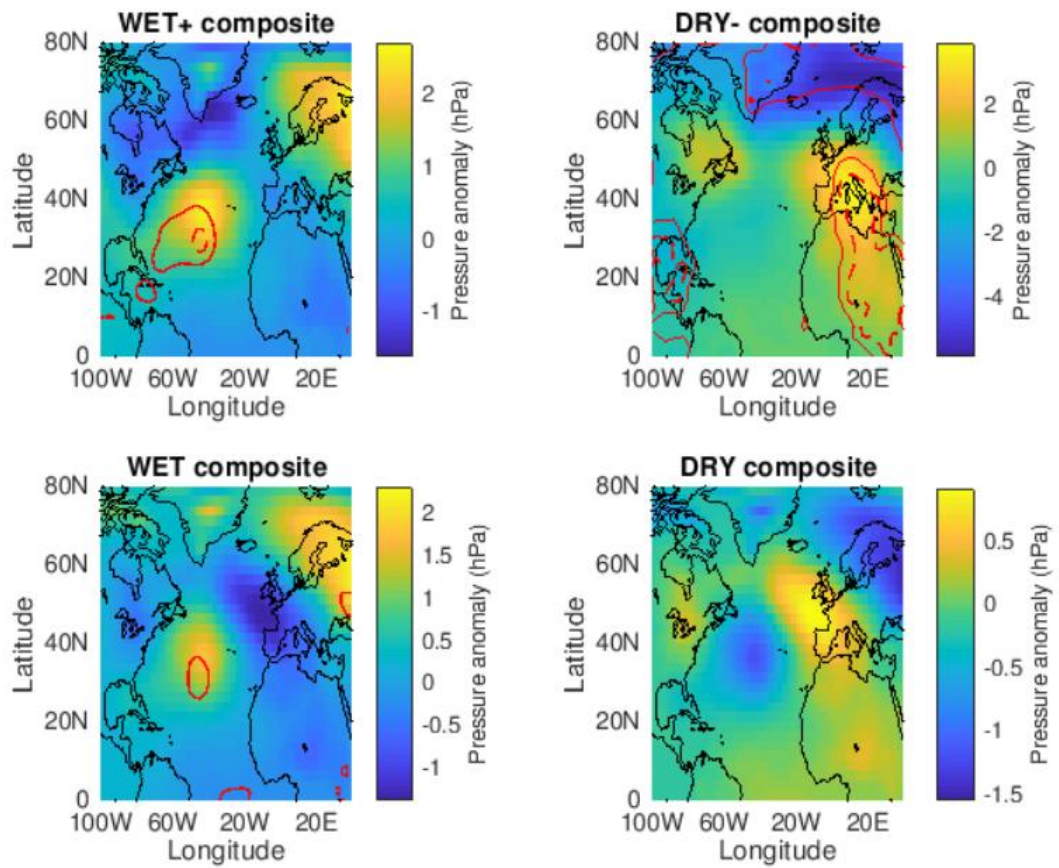 WET+ composite
80N
60N
40N
20N
0
Latitude
100W 60W 20W 20E
Longitude
2
1
0
-1
Pressure anomaly (hPa)
DRY- composite
80N
60N
40N
20N
0
Latitude
100W 60W 20W 20E
Longitude
2
0
-2
-4
Pressure anomaly (hPa)
WET composite
80N
60N
40N
20N
0
Latitude
100W 60W 20W 20E
Longitude
2
1.5
1
0.5
0
-0.5
-1
Pressure anomaly (hPa)
DRY composite
80N
60N
40N
20N
0
Latitude
100W 60W 20W 20E
Longitude
0.5
0
-0.5
-1
-1.5
Pressure anomaly (hPa)